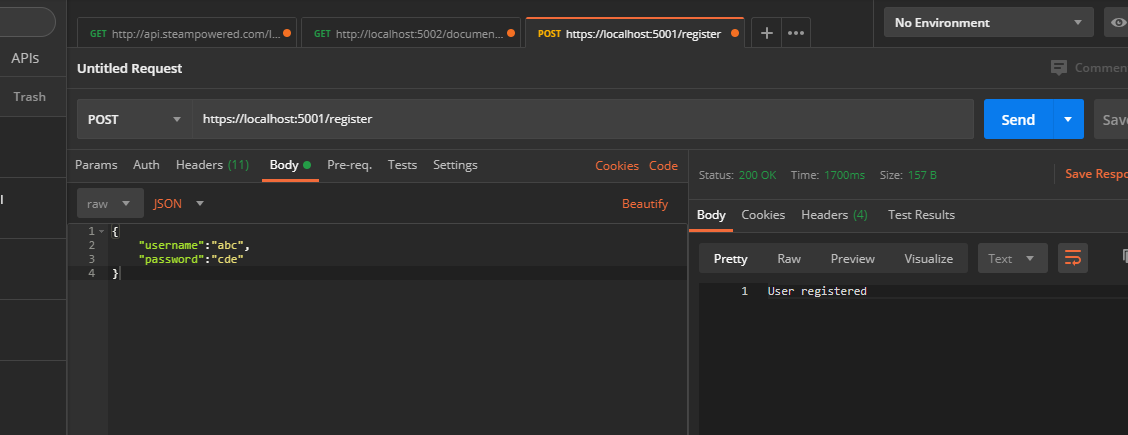 GET http://api.steampowered.com/I...
GET http://localhost:5002/documen...
POST https://localhost:5001/register
No Environment
APIs
Trash
Untitled Request
POST
https://localhost:5001/register
Send
Params Auth Headers (11) Body Pre-req. Tests Settings Cookies Code
Status: 200 OK Time: 1700ms Size: 157 B Save Respo
raw JSON Beautify
Body Cookies Headers (4) Test Results
Pretty Raw Preview Visualize Text
1 {
2 "username":"abc",
3 "password":"cde"
4 }
1 User registered